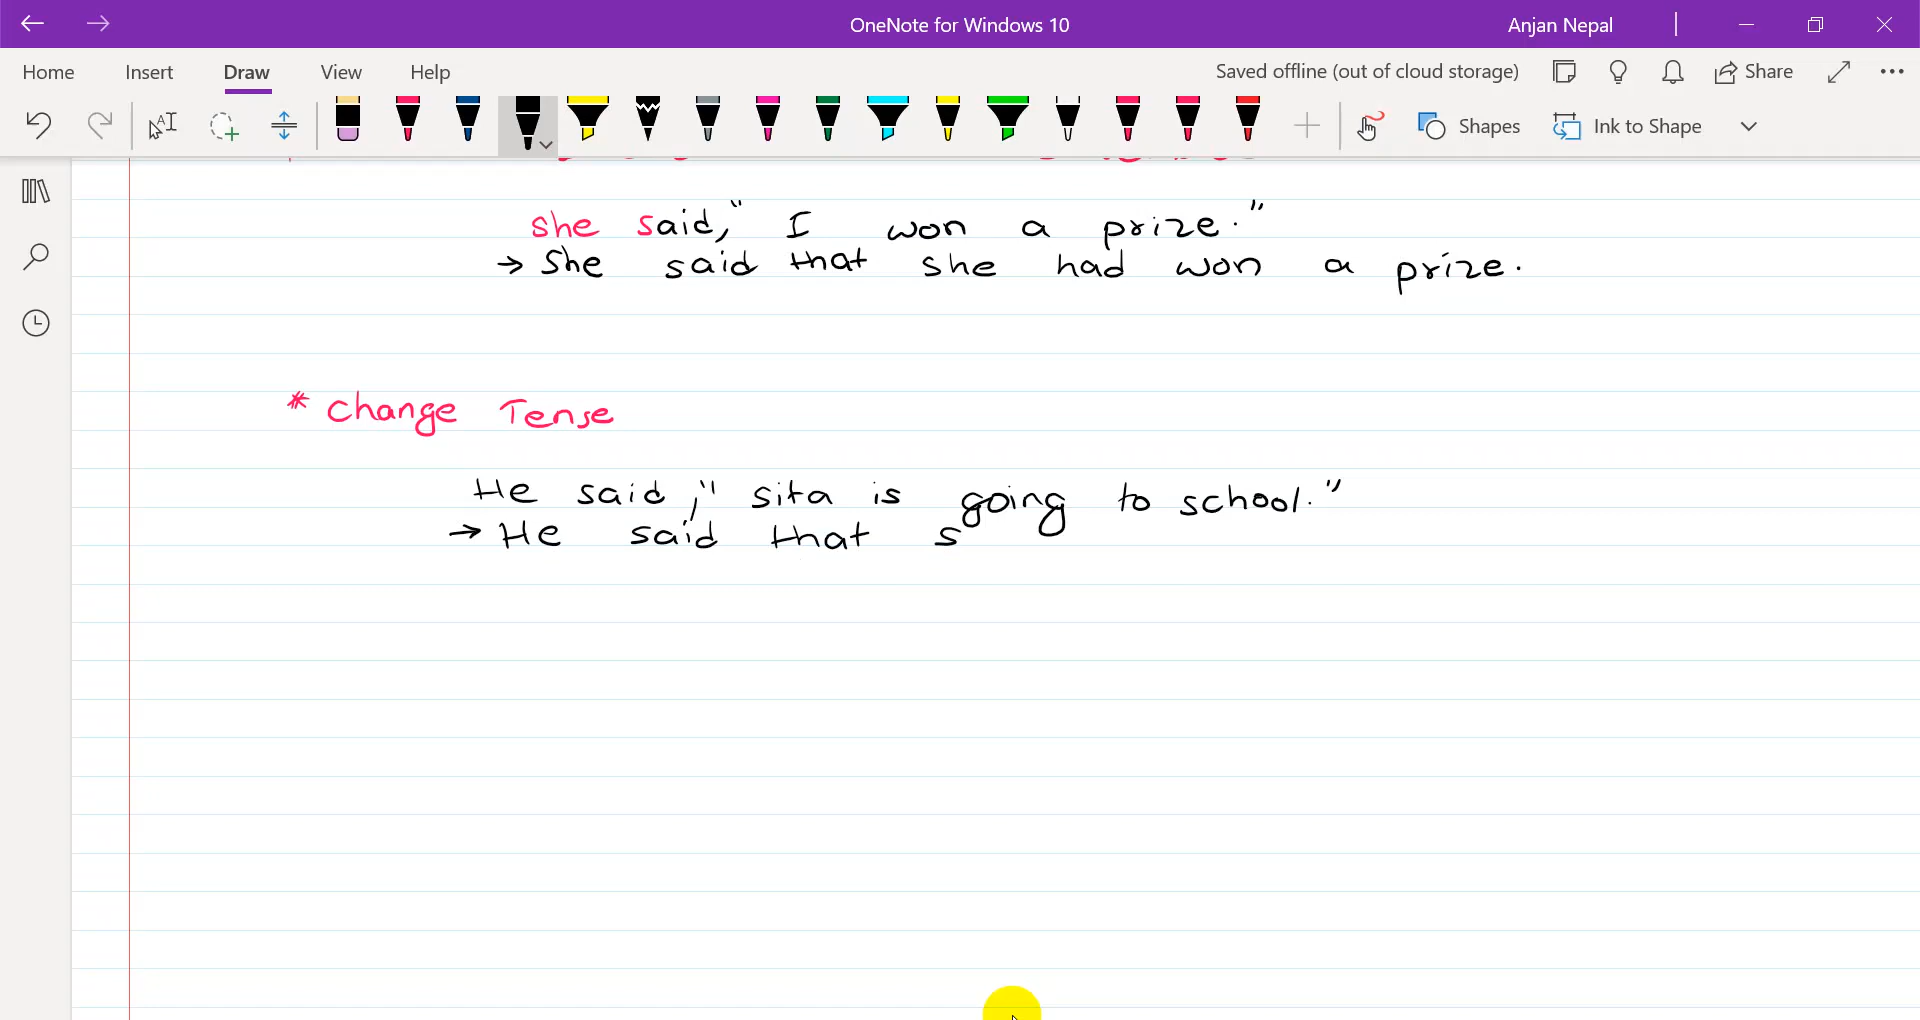 OneNote for Windows 10
Anjan Nepal
Home Insert Draw View Help
Saved offline (out of cloud storage)
Share
Shapes
Ink to Shape
She said, " I won a prize."
→ She said that she had won a prize.
* Change Tense
He said, " sita is going to school."
→ He said that s